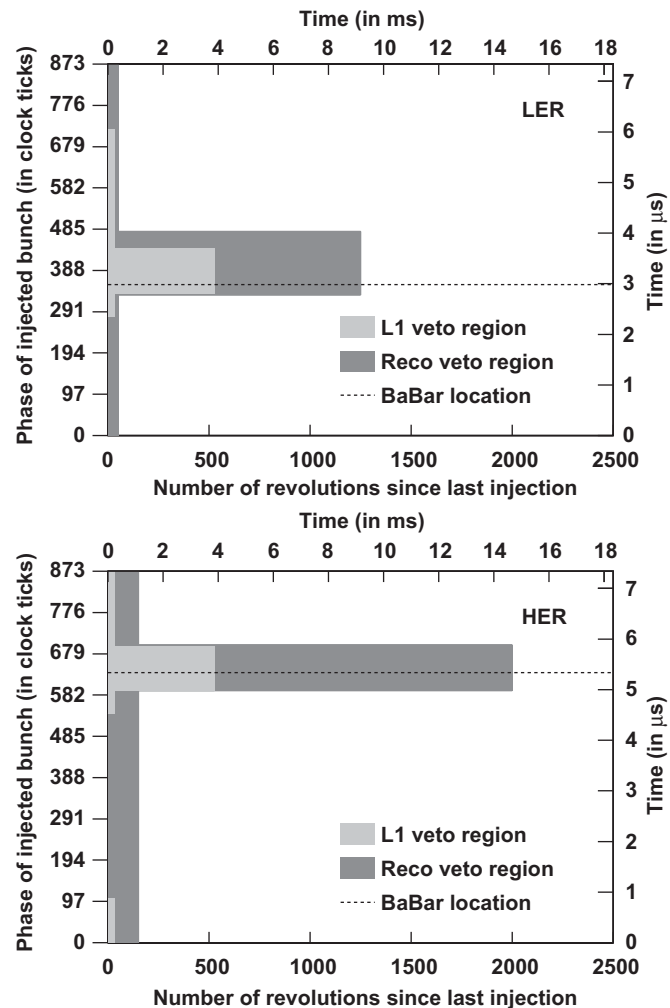 Time (in ms)
0 2 4 6 8 10 12 14 16 18
Phase of injected bunch (in clock ticks)
873
776
679
582
485
388
291
194
97
0
LER
7
6
5
4
3
2
1
0
Time (in μs)
L1 veto region
Reco veto region
BaBar location
0 500 1000 1500 2000 2500
Number of revolutions since last injection
Time (in ms)
0 2 4 6 8 10 12 14 16 18
Phase of injected bunch (in clock ticks)
873
776
679
582
485
388
291
194
97
0
HER
7
6
5
4
3
2
1
0
Time (in μs)
L1 veto region
Reco veto region
BaBar location
0 500 1000 1500 2000 2500
Number of revolutions since last injection